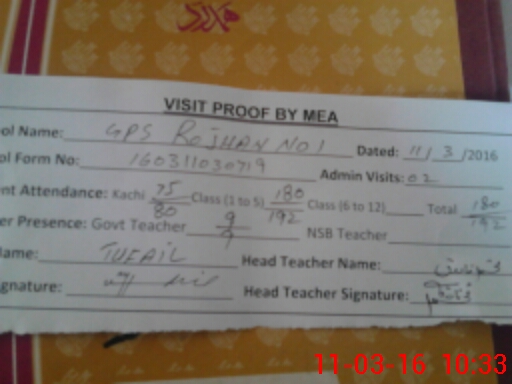 VISIT PROOF BY MEA
ol Name: GPS ROJHAN NO 1 Dated: 11/3/2016
ol Form No: 160311030719 Admin Visits: 02
nt Attendance: Kachi 75/80 Class (1 to 5) 180/192 Class (6 to 12) Total 180/192
er Presence: Govt Teacher 9/9 NSB Teacher
Name: TUFAIL Head Teacher Name:
gnature: Head Teacher Signature:
11-03-16 10:33